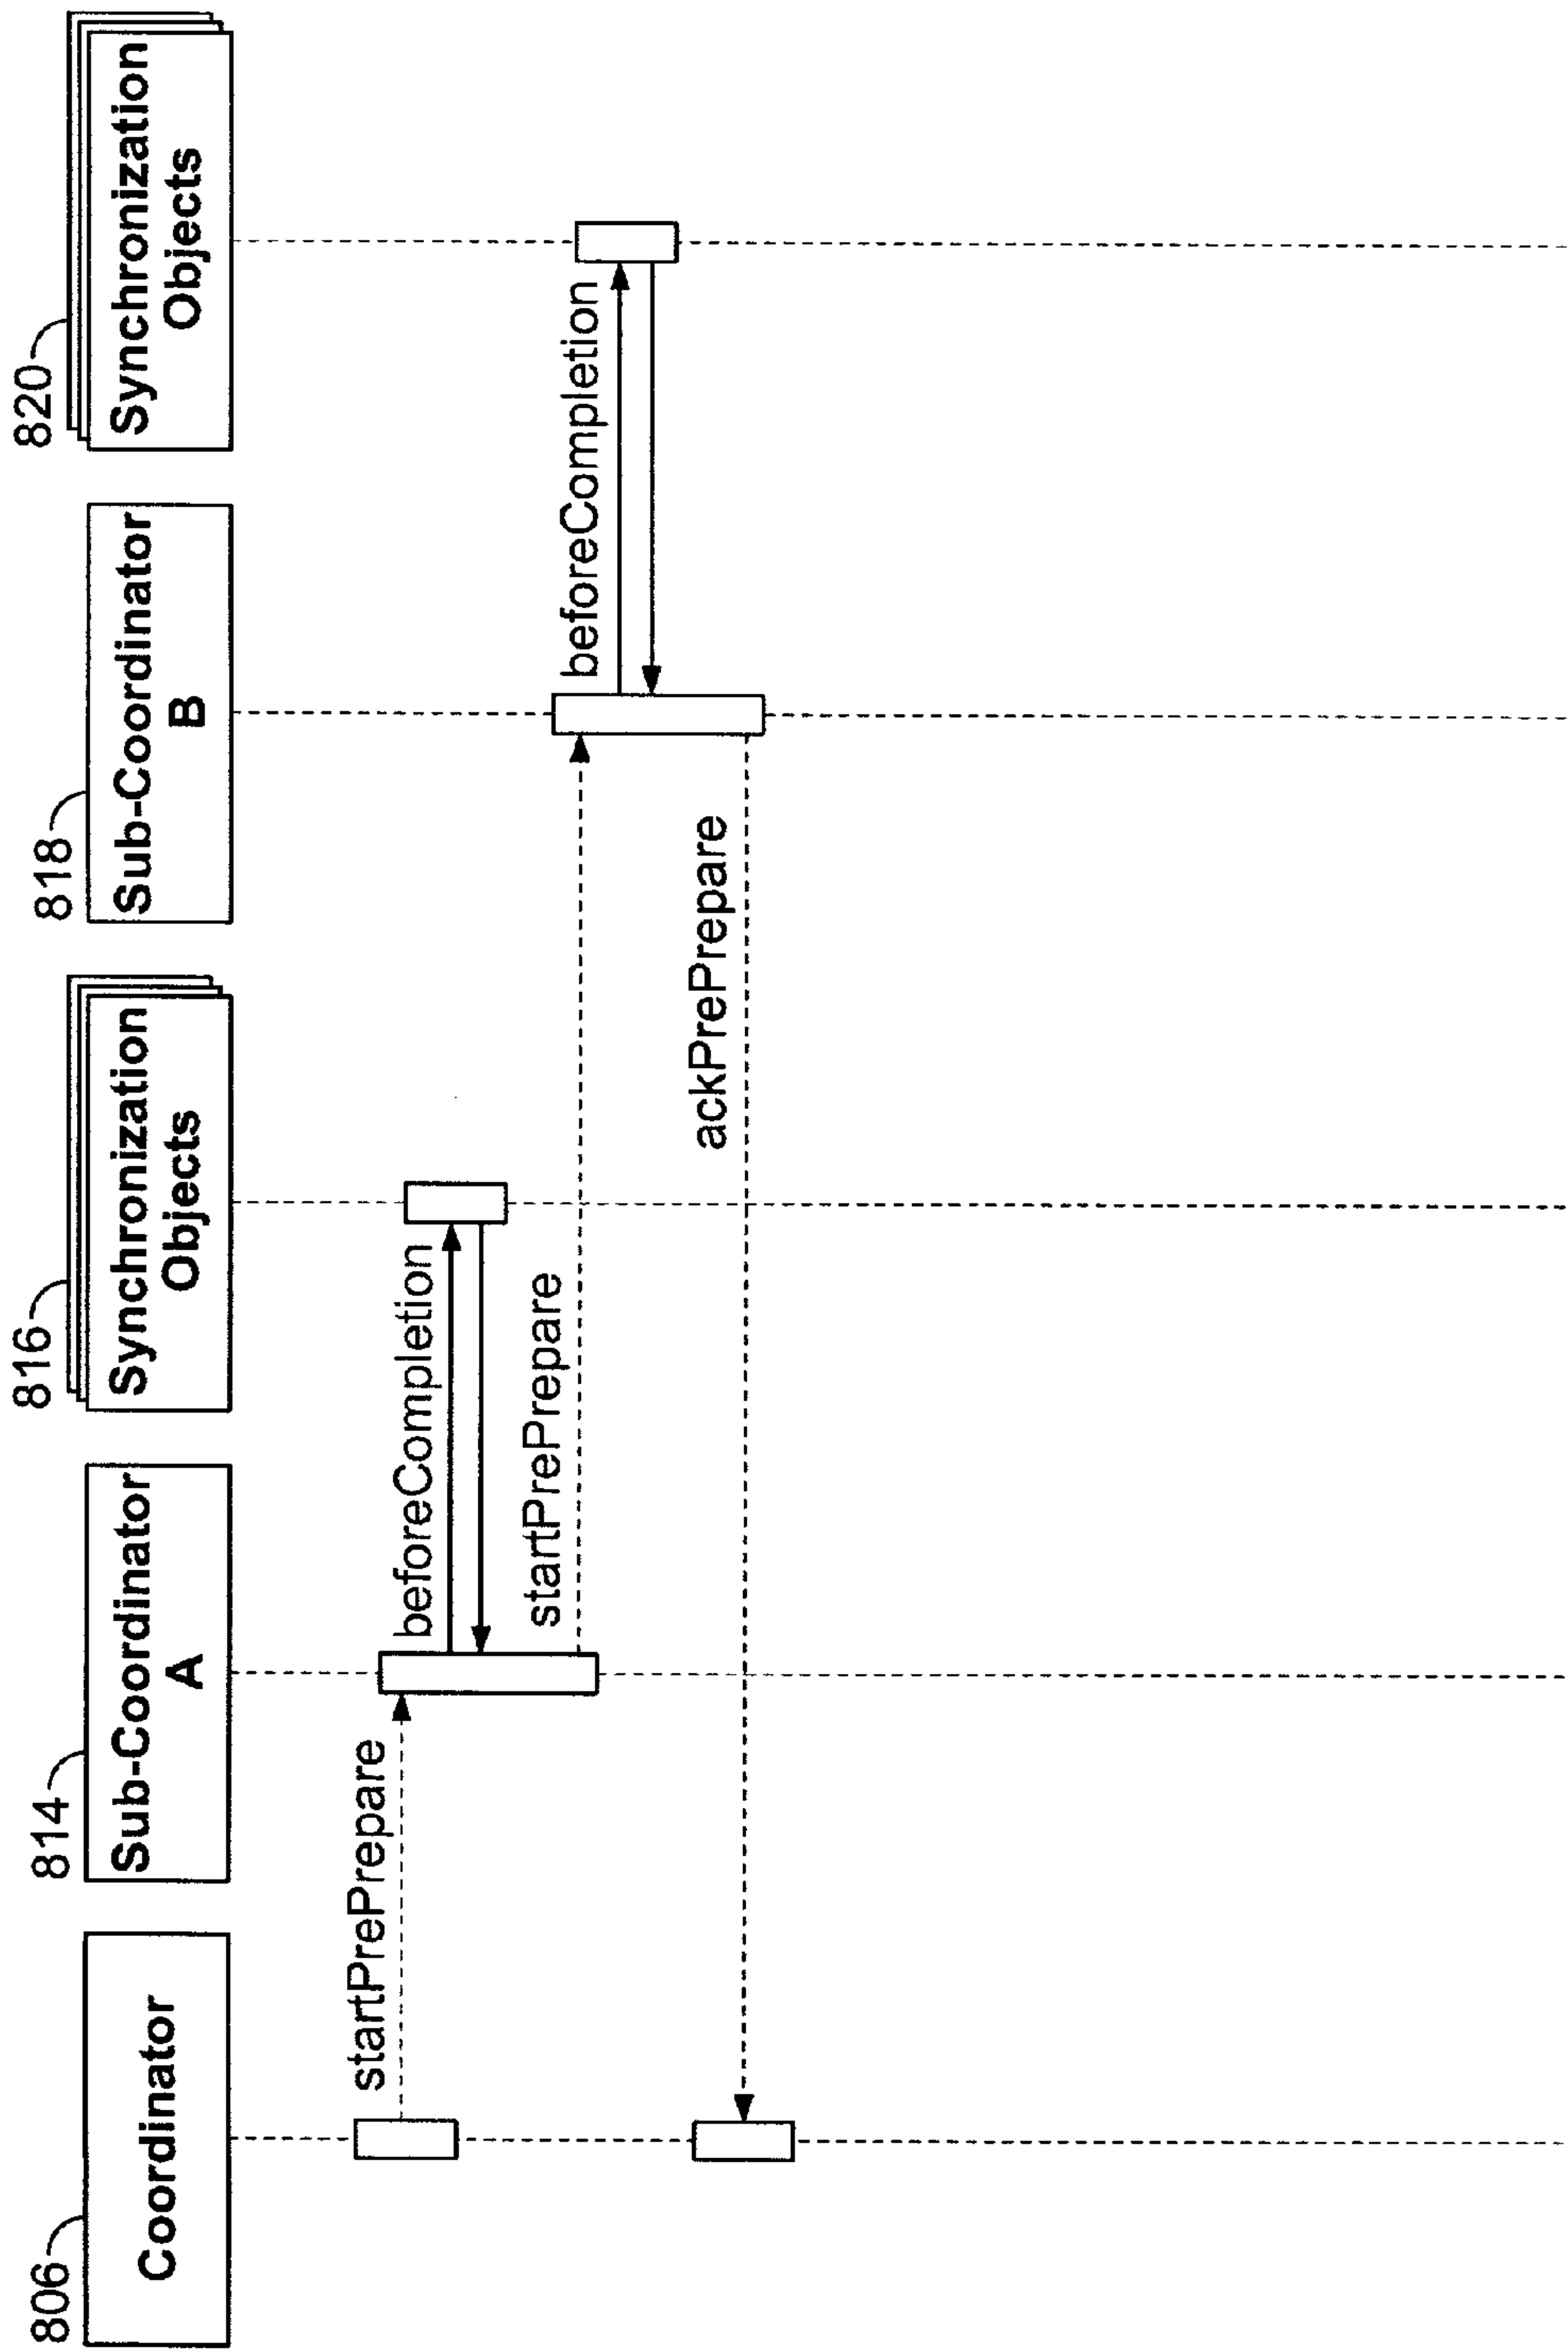 806
Coordinator
814
Sub-Coordinator
A
816
Synchronization
Objects
818
Sub-Coordinator
B
820
Synchronization
Objects
startPrePrepare
beforeCompletion
startPrePrepare
beforeCompletion
ackPrePrepare